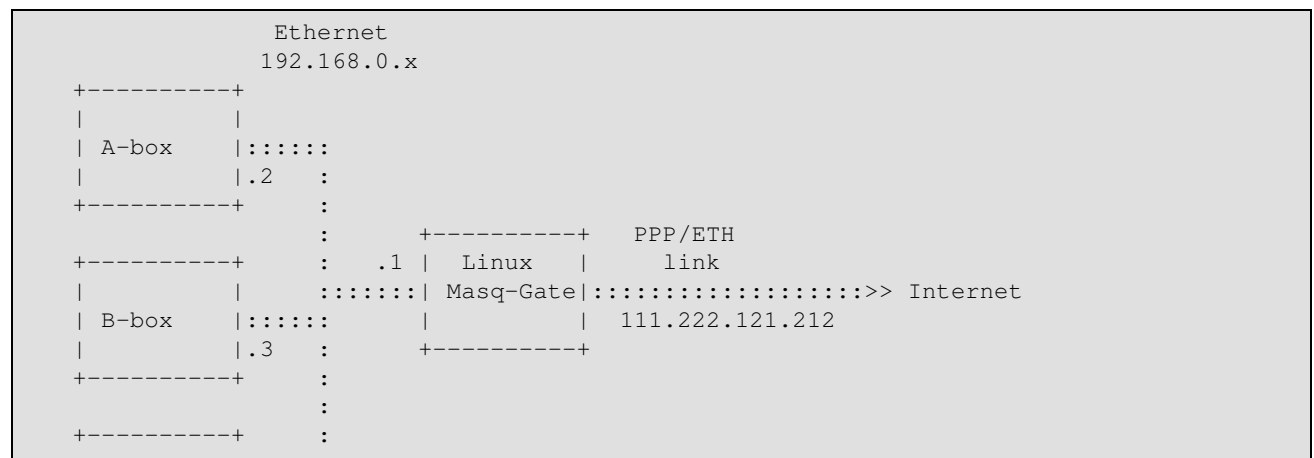 Ethernet
             192.168.0.x
+----------+
|          |
| A-box    |::::::
|          |.2   :
+----------+     :
                 :      +----------+   PPP/ETH
+----------+     :   .1 |  Linux   |     link
|          |     :::::::| Masq-Gate|:::::::::::::::::::>> Internet
| B-box    |::::::      |          |  111.222.121.212
|          |.3   :      +----------+
+----------+     :
                 :
+----------+     :